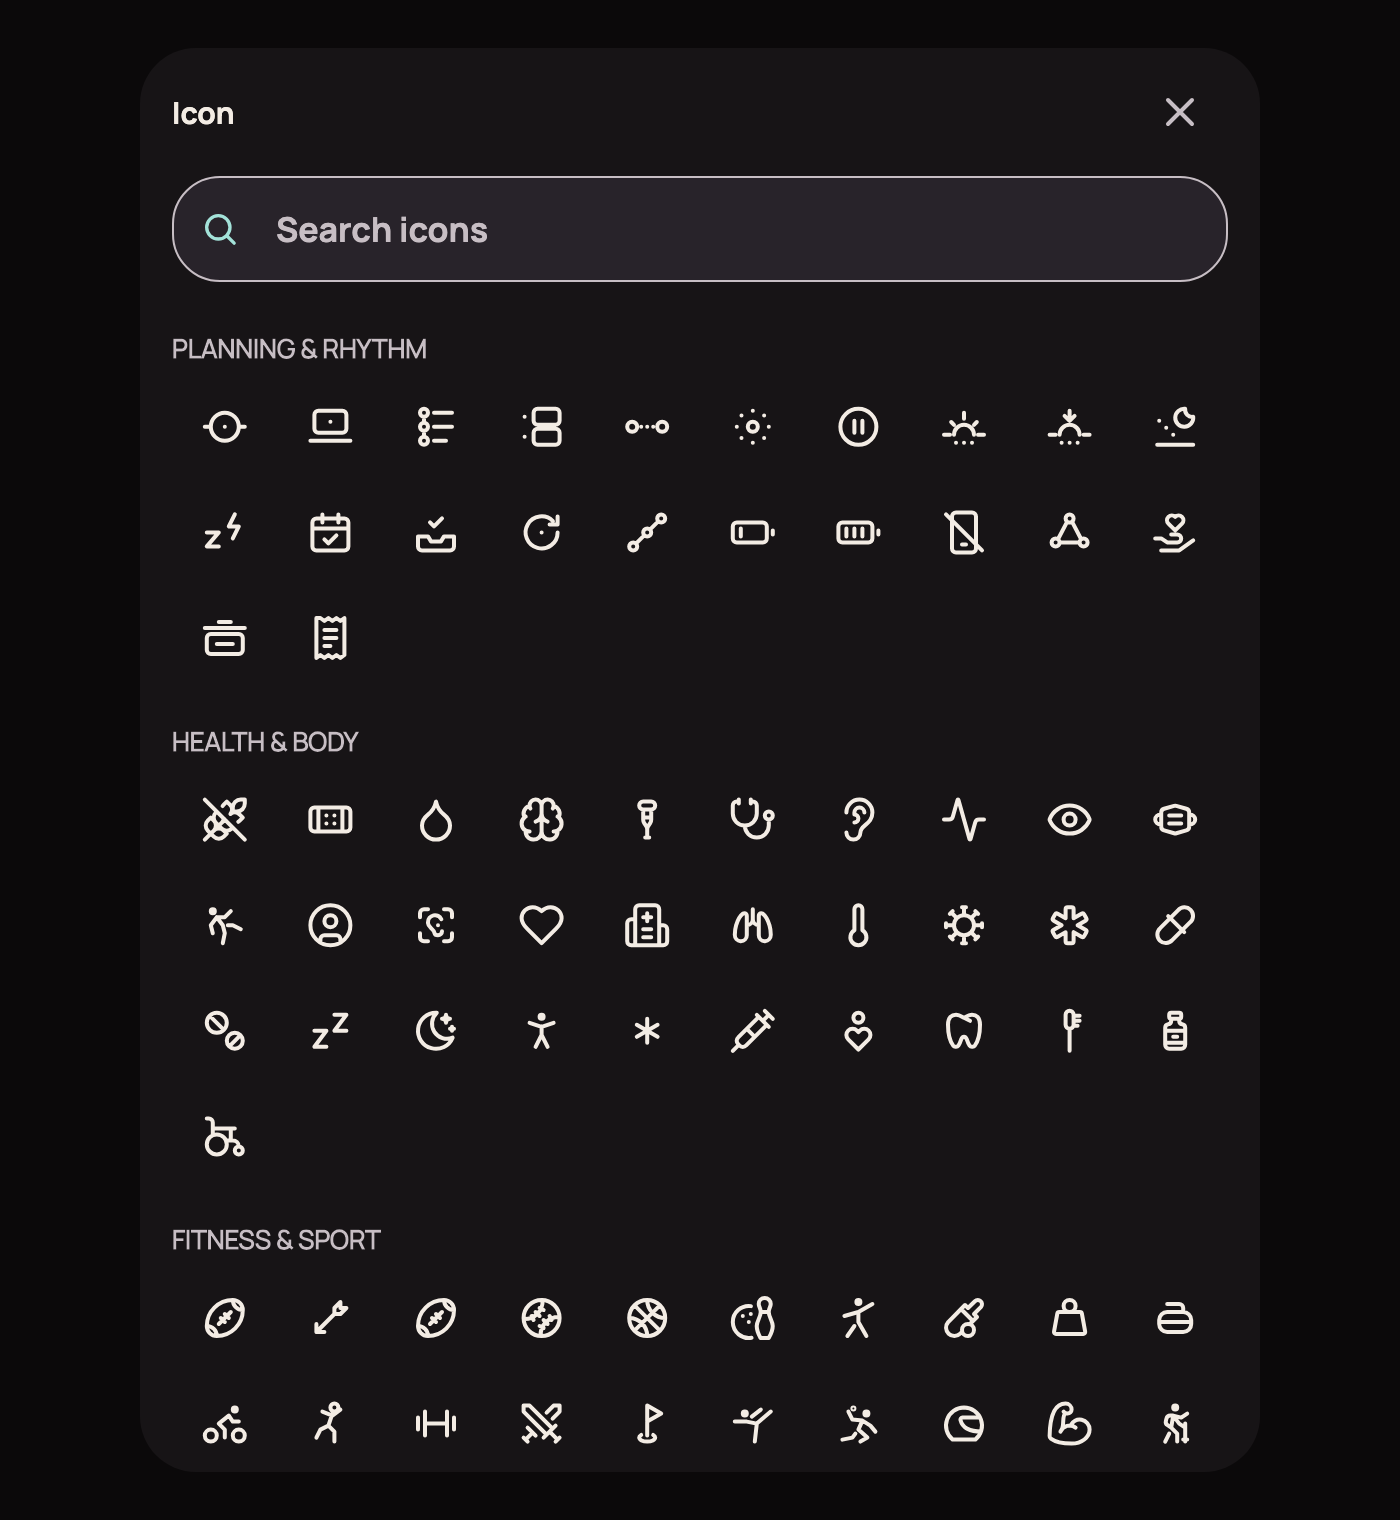 Icon
Search icons
PLANNING & RHYTHM
HEALTH & BODY
FITNESS & SPORT